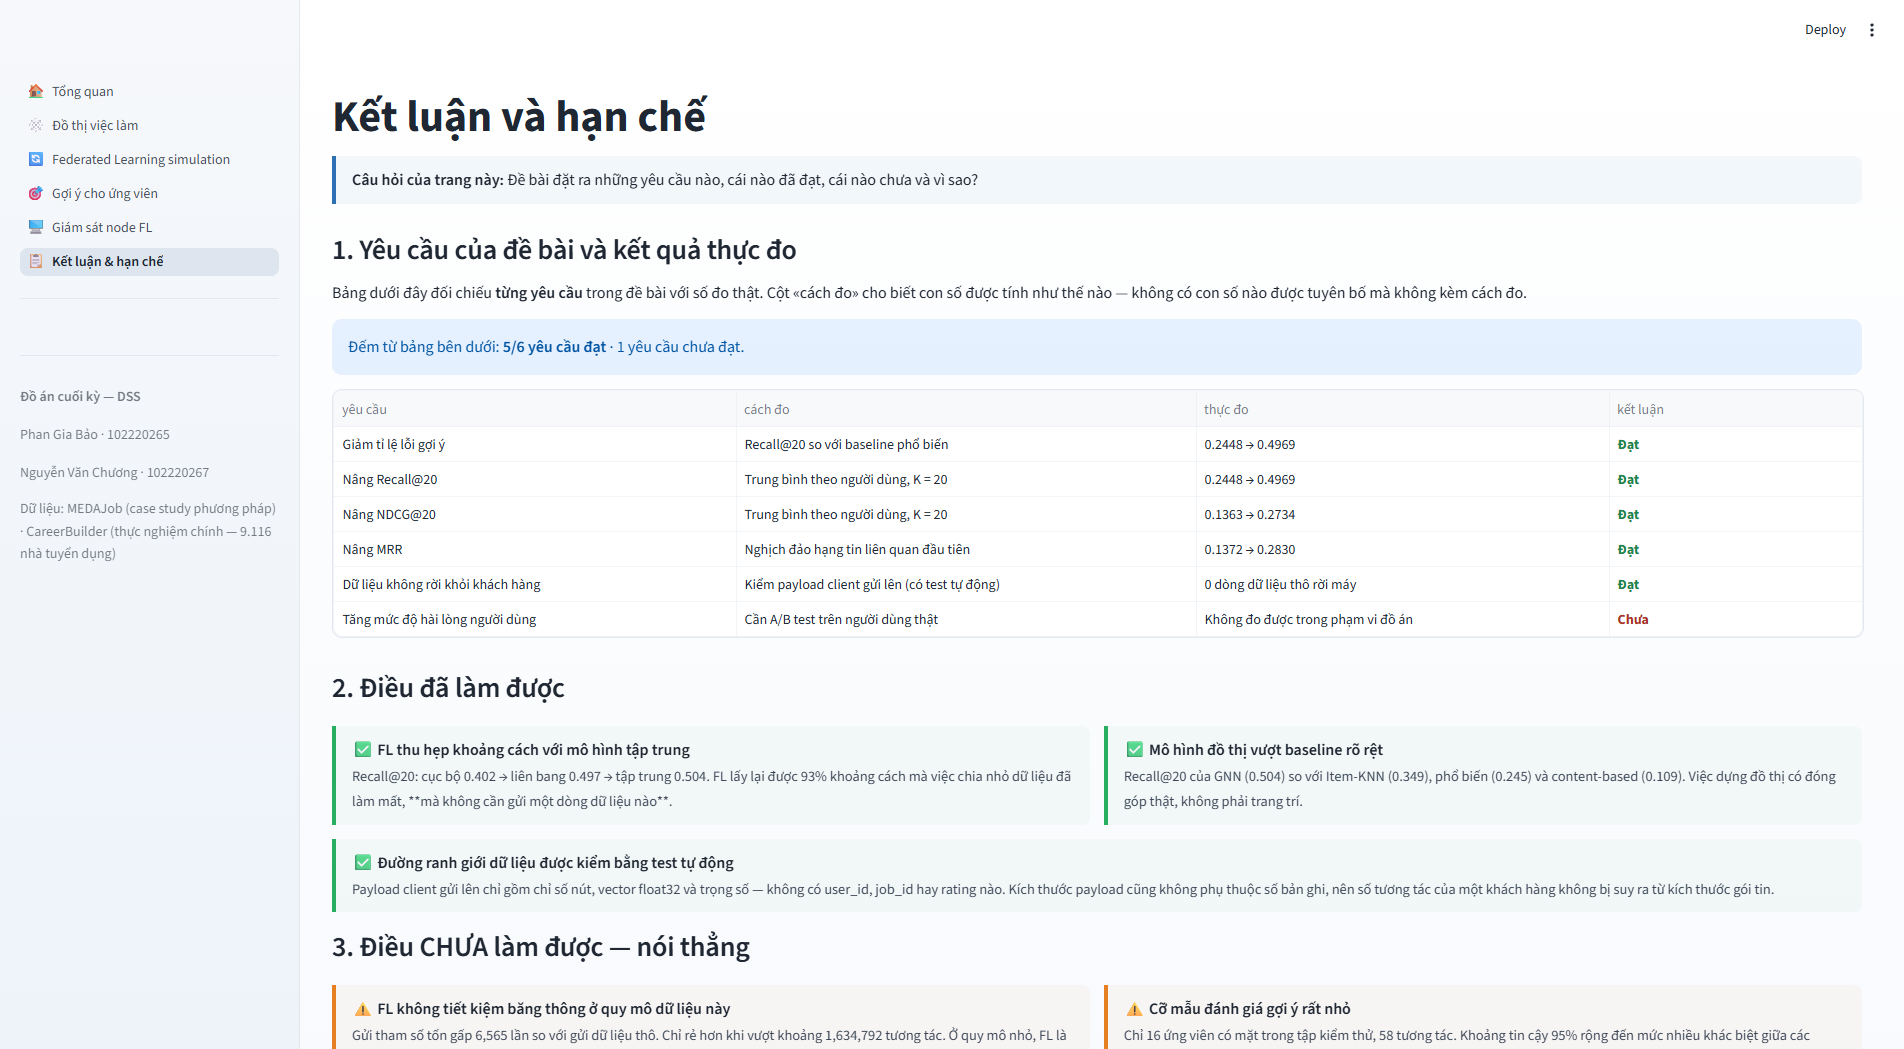 Deploy
Tổng quan
Đồ thị việc làm
Federated Learning simulation
Gợi ý cho ứng viên
Giám sát node FL
Kết luận & hạn chế
Đồ án cuối kỳ — DSS
Phan Gia Bảo · 102220265
Nguyễn Văn Chương · 102220267
Dữ liệu: MEDAJob (case study phương pháp)
· CareerBuilder (thực nghiệm chính — 9.116
nhà tuyển dụng)
Kết luận và hạn chế
Câu hỏi của trang này: Đề bài đặt ra những yêu cầu nào, cái nào đã đạt, cái nào chưa và vì sao?
1. Yêu cầu của đề bài và kết quả thực đo
Bảng dưới đây đối chiếu từng yêu cầu trong đề bài với số đo thật. Cột «cách đo» cho biết con số được tính như thế nào — không có con số nào được tuyên bố mà không kèm cách đo.
Đếm từ bảng bên dưới: 5/6 yêu cầu đạt · 1 yêu cầu chưa đạt.
yêu cầu cách đo thực đo kết luận
Giảm tỉ lệ lỗi gợi ý Recall@20 so với baseline phổ biến 0.2448 → 0.4969 Đạt
Nâng Recall@20 Trung bình theo người dùng, K = 20 0.2448 → 0.4969 Đạt
Nâng NDCG@20 Trung bình theo người dùng, K = 20 0.1363 → 0.2734 Đạt
Nâng MRR Nghịch đảo hạng tin liên quan đầu tiên 0.1372 → 0.2830 Đạt
Dữ liệu không rời khỏi khách hàng Kiểm payload client gửi lên (có test tự động) 0 dòng dữ liệu thô rời máy Đạt
Tăng mức độ hài lòng người dùng Cần A/B test trên người dùng thật Không đo được trong phạm vi đồ án Chưa
2. Điều đã làm được
FL thu hẹp khoảng cách với mô hình tập trung
Recall@20: cục bộ 0.402 → liên bang 0.497 → tập trung 0.504. FL lấy lại được 93% khoảng cách mà việc chia nhỏ dữ liệu đã
làm mất, **mà không cần gửi một dòng dữ liệu nào**.
Mô hình đồ thị vượt baseline rõ rệt
Recall@20 của GNN (0.504) so với Item-KNN (0.349), phổ biến (0.245) và content-based (0.109). Việc dựng đồ thị có đóng
góp thật, không phải trang trí.
Đường ranh giới dữ liệu được kiểm bằng test tự động
Payload client gửi lên chỉ gồm chỉ số nút, vector float32 và trọng số — không có user_id, job_id hay rating nào. Kích thước payload cũng không phụ thuộc số bản ghi, nên số tương tác của một khách hàng không bị suy ra từ kích thước gói tin.
3. Điều CHƯA làm được — nói thẳng
FL không tiết kiệm băng thông ở quy mô dữ liệu này
Gửi tham số tốn gấp 6,565 lần so với gửi dữ liệu thô. Chỉ rẻ hơn khi vượt khoảng 1,634,792 tương tác. Ở quy mô nhỏ, FL là
Cỡ mẫu đánh giá gợi ý rất nhỏ
Chỉ 16 ứng viên có mặt trong tập kiểm thử, 58 tương tác. Khoảng tin cậy 95% rộng đến mức nhiều khác biệt giữa các